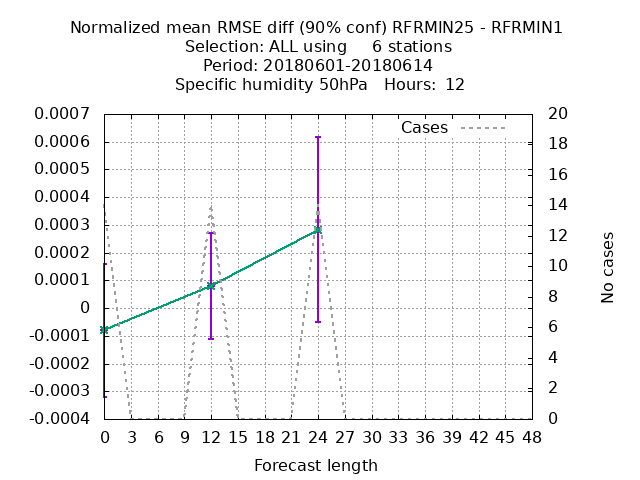 Normalized mean RMSE diff (90% conf) RFRMIN25 - RFRMIN1
Selection: ALL using     6 stations
Period: 20180601-20180614
Specific humidity 50hPa   Hours:  12
Cases
0.0007
0.0006
0.0005
0.0004
0.0003
0.0002
0.0001
0
-0.0001
-0.0002
-0.0003
-0.0004
20
18
16
14
12
10
8
6
4
2
0
No cases
0 3 6 9 12 15 18 21 24 27 30 33 36 39 42 45 48
Forecast length